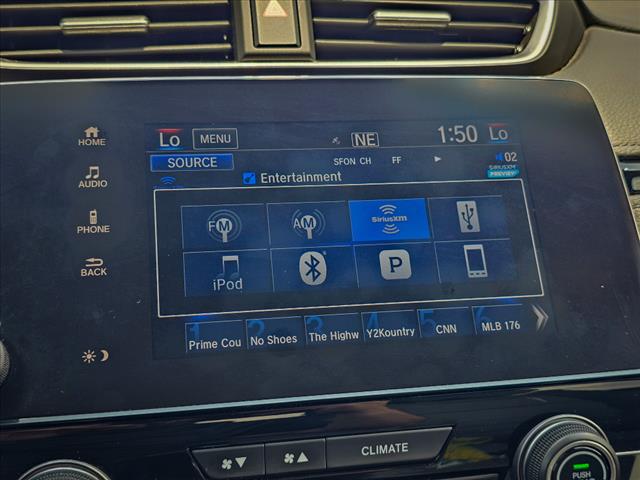 HOME
AUDIO
PHONE
BACK
Lo MENU NE 1:50 Lo
SOURCE SFON CH FF 02
SIRIUSXM
PREVIEW
Entertainment
FM AM SiriusXM
iPod P
1 2 3 4 5 6
Prime Cou No Shoes The Highw Y2Kountry CNN MLB 176
CLIMATE
PUSH